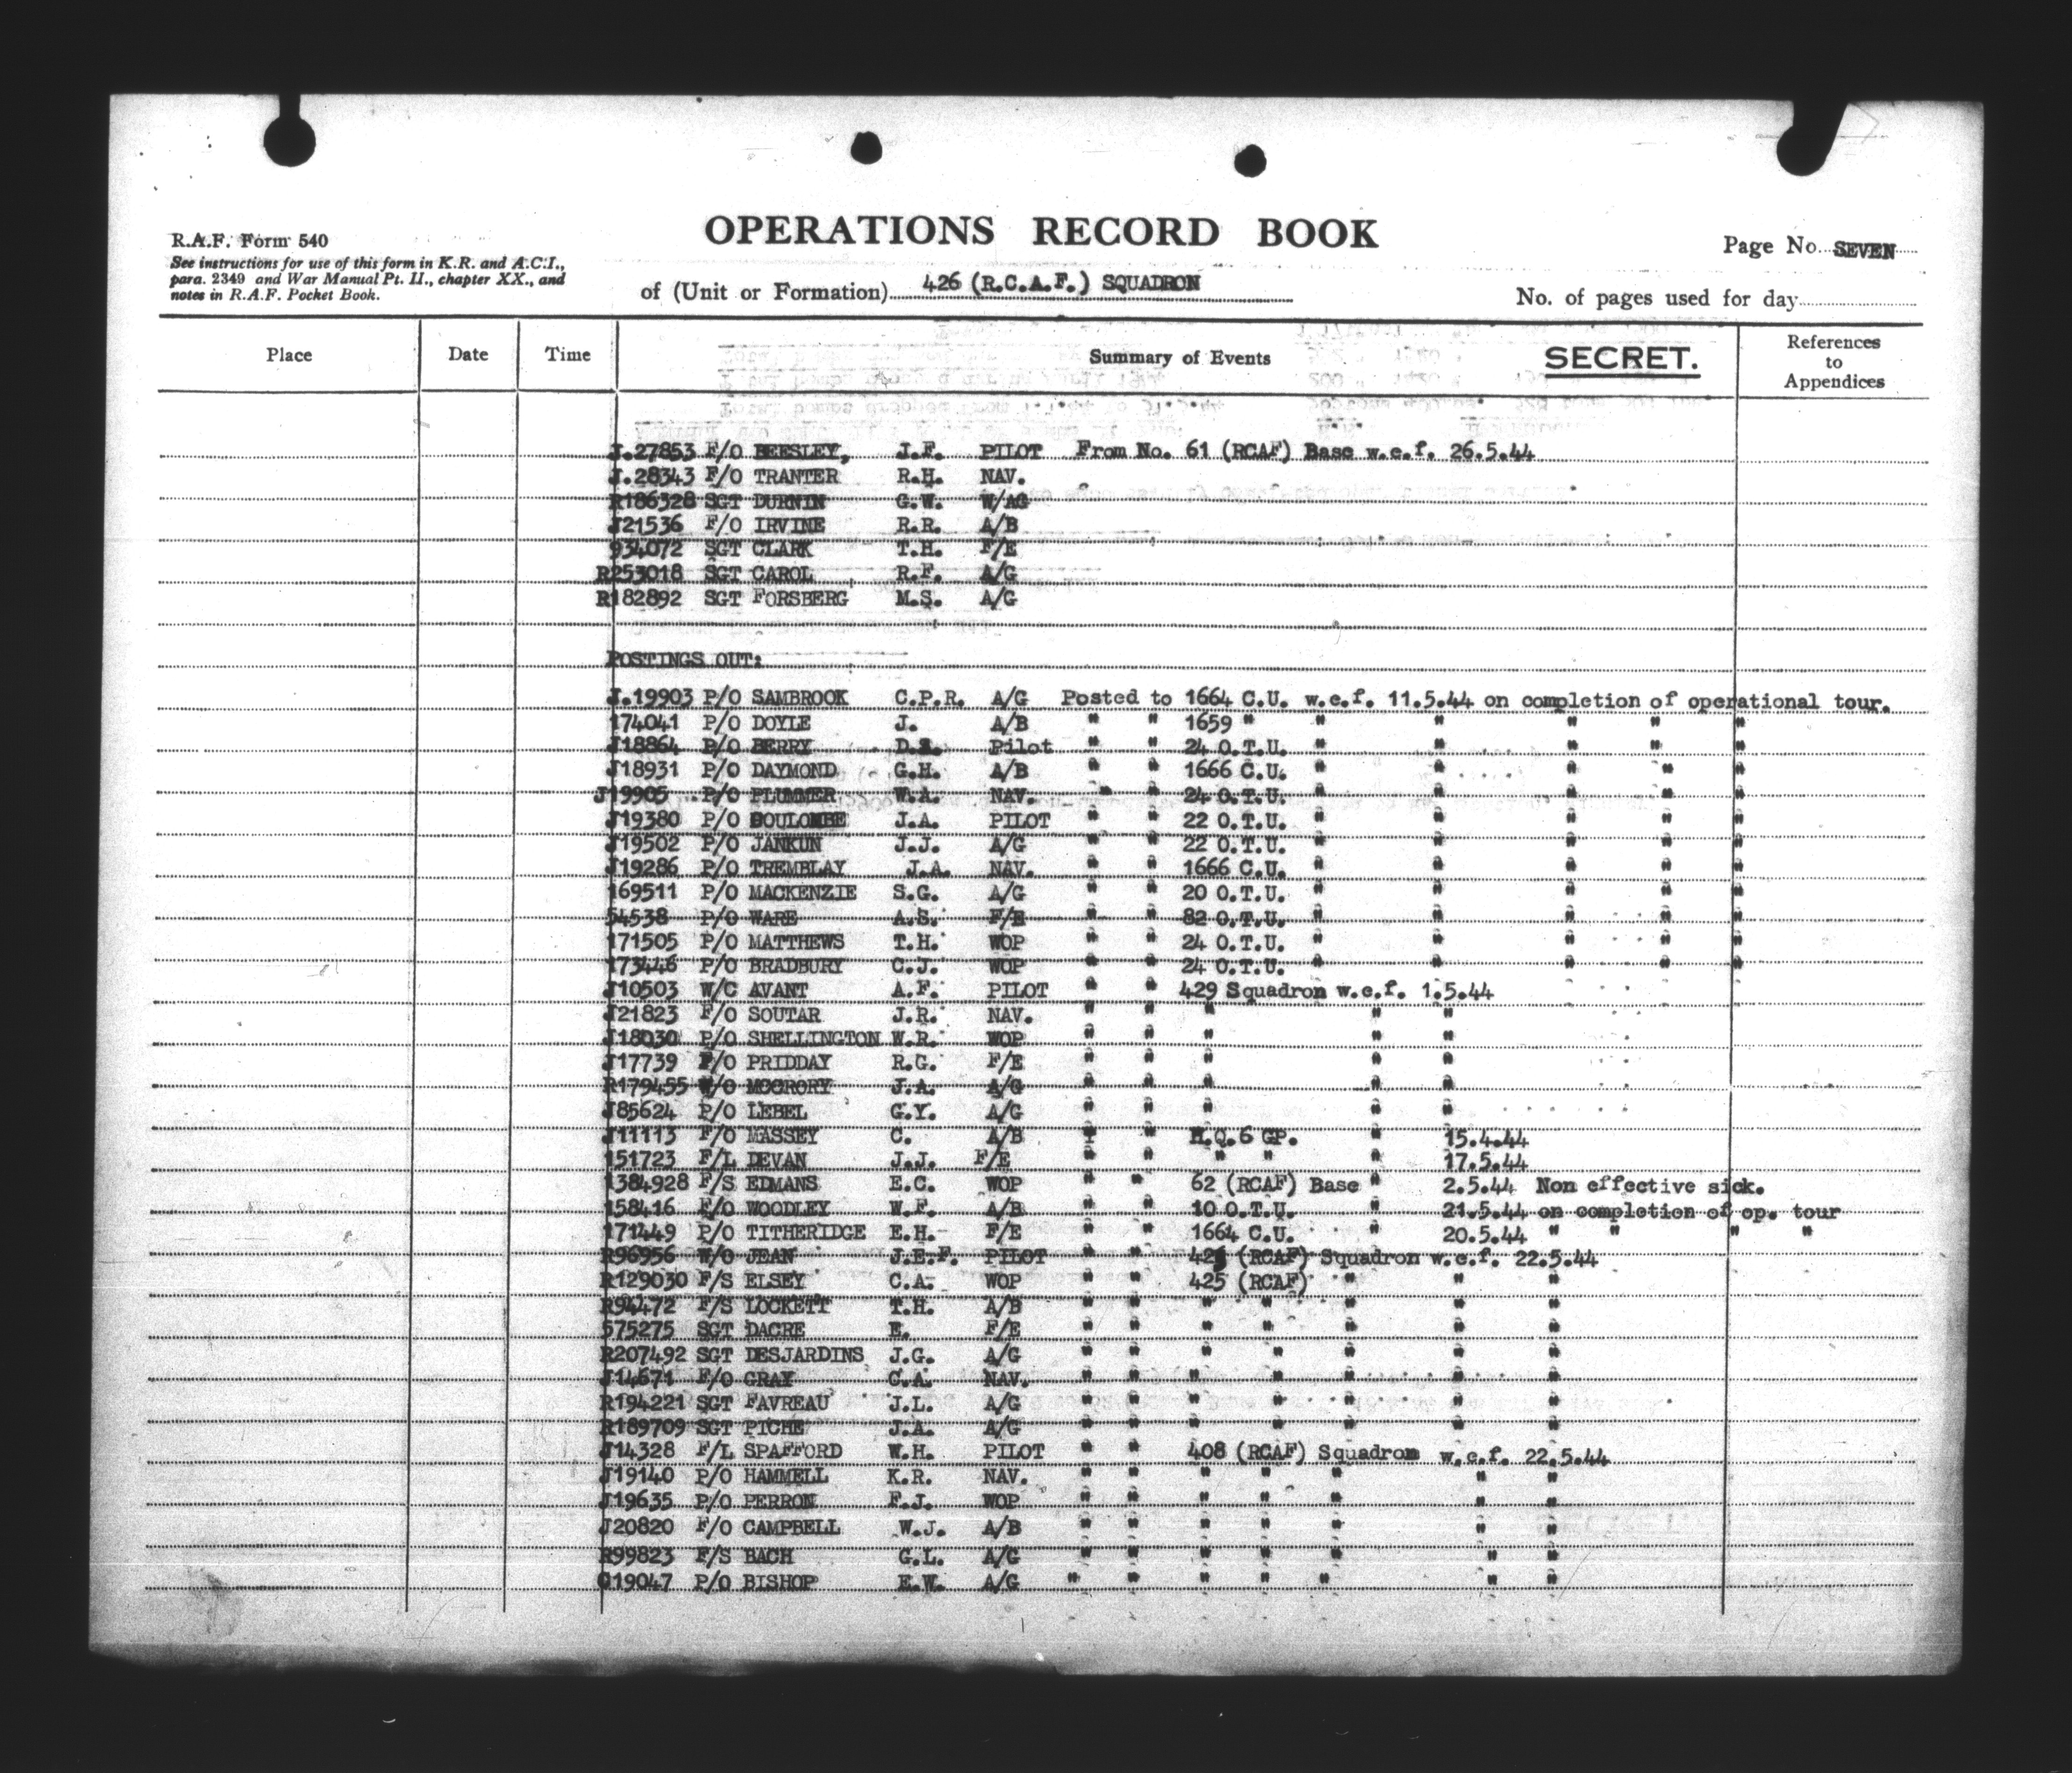 OPERATIONS RECORD BOOK
R.A.F. Form 540
See instructions for use of this form in K.R. and A.C.I.,
para. 2349 and War Manual Pt. II., chapter XX., and
notes in R.A.F. Pocket Book.
Page No. SEVEN
of (Unit or Formation) 426 (R.C.A.F.) SQUADRON
No. of pages used for day
Place Date Time Summary of Events SECRET. References to Appendices
J.27853 F/O BEESLEY, J.F. PILOT From No. 61 (RCAF) Base w.e.f. 26.5.44
J.28343 F/O TRANTER R.H. NAV.
R186328 SGT DURNIN G.W. W/AG
J21536 F/O IRVINE R.R. A/B
934072 SGT CLARK T.H. F/E
R253018 SGT CAROL R.F. A/G
R182892 SGT FORSBERG M.S. A/G
POSTINGS OUT:
J.19903 P/O SAMBROOK C.P.R. A/G Posted to 1664 C.U. w.e.f. 11.5.44 on completion of operational tour.
174041 P/O DOYLE J. A/B " " 1659 " " " " " "
J18864 P/O BERRY D.S. Pilot " " 24 O.T.U. " " " " "
J18931 P/O DAYMOND G.H. A/B " " 1666 C.U. " " " " "
J19905 P/O PLUMMER W.A. NAV. " " 24 O.T.U. " " " " "
J19380 P/O COULOMBE J.A. PILOT " " 22 O.T.U. " " " " "
J19502 P/O JANKUN J.J. A/G " " 22 O.T.U. " " " " "
J19286 P/O TREMBLAY J.A. NAV. " " 1666 C.U. " " " " "
169511 P/O MACKENZIE S.G. A/G " " 20 O.T.U. " " " " "
54538 P/O WARE A.S. F/E " " 82 O.T.U. " " " " "
171505 P/O MATTHEWS T.H. WOP " " 24 O.T.U. " " " " "
173446 P/O BRADBURY C.J. WOP " " 24 O.T.U. " " " " "
J10503 W/C AVANT A.F. PILOT " " 429 Squadron w.e.f. 1.5.44
J21823 F/O SOUTAR J.R. NAV. " " " " "
J18030 P/O SHELLINGTON W.R. WOP " " " " "
J17739 F/O PRIDDAY R.G. F/E " " " " "
R179455 W/O MCCRORY J.A. A/G " " " " "
J85624 P/O LEBEL G.Y. A/G " " " " "
J11113 F/O MASSEY C. A/B " " H.Q.6 GP. " 15.4.44
151723 F/L DEVAN J.J. F/E " " " " " 17.5.44
1384928 F/S EDMANS E.C. WOP " " 62 (RCAF) Base " 2.5.44 Non effective sick.
158416 F/O WOODLEY W.F. A/B " " 10 O.T.U. " 21.5.44 on completion of op. tour
171449 P/O TITHERIDGE E.H. F/E " " 1664 C.U. " 20.5.44 " " " "
R96956 W/O JEAN J.E.F. PILOT " " 425 (RCAF) Squadron w.e.f. 22.5.44
R129030 F/S ELSEY C.A. WOP " " 425 (RCAF) " " "
R94472 F/S LOCKETT T.H. A/B " " " " " " "
575275 SGT DACRE E. F/E " " " " " " "
R207492 SGT DESJARDINS J.G. A/G " " " " " " "
J14671 F/O GRAY G.A. NAV. " " " " " " "
R194221 SGT FAVREAU J.L. A/G " " " " " " "
R189709 SGT PICHE J.A. A/G " " " " " " "
J14328 F/L SPAFFORD W.H. PILOT " " 408 (RCAF) Squadron w.e.f. 22.5.44
J19140 P/O HAMMELL K.R. NAV. " " " " " " "
J19635 P/O PERRON F.J. WOP " " " " " " "
J20820 F/O CAMPBELL W.J. A/B " " " " " " "
R99823 F/S BACH G.L. A/G " " " " " " "
C19047 P/O BISHOP E.W. A/G " " " " " " "